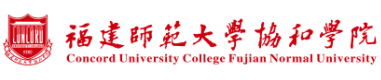 福建師範大學協和學院
Concord University College Fujian Normal University